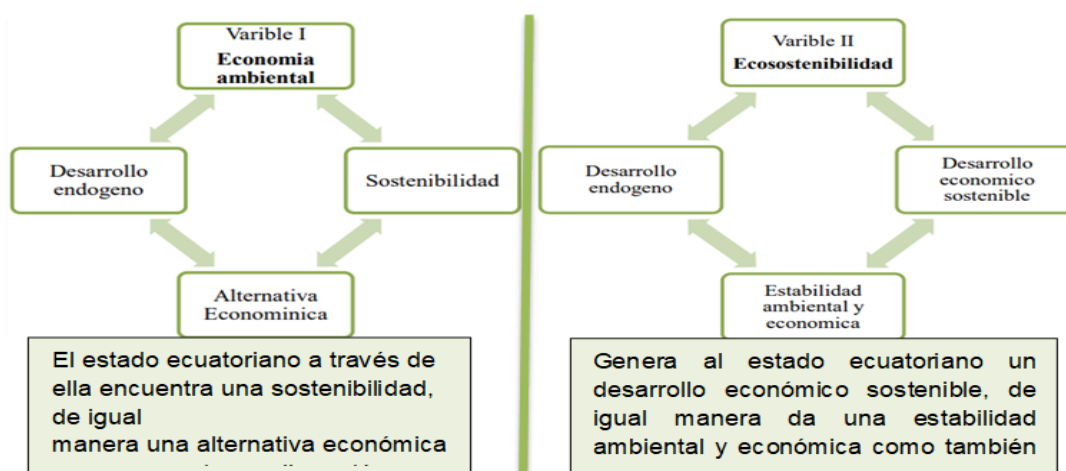 Varible I
Economia
ambiental
Desarrollo
endogeno
Sostenibilidad
Alternativa
Econominica
El estado ecuatoriano a través de
ella encuentra una sostenibilidad,
de igual
manera una alternativa económica
Varible II
Ecosostenibilidad
Desarrollo
endogeno
Desarrollo
economico
sostenible
Estabilidad
ambiental y
economica
Genera al estado ecuatoriano un
desarrollo económico sostenible, de
igual manera da una estabilidad
ambiental y económica como también